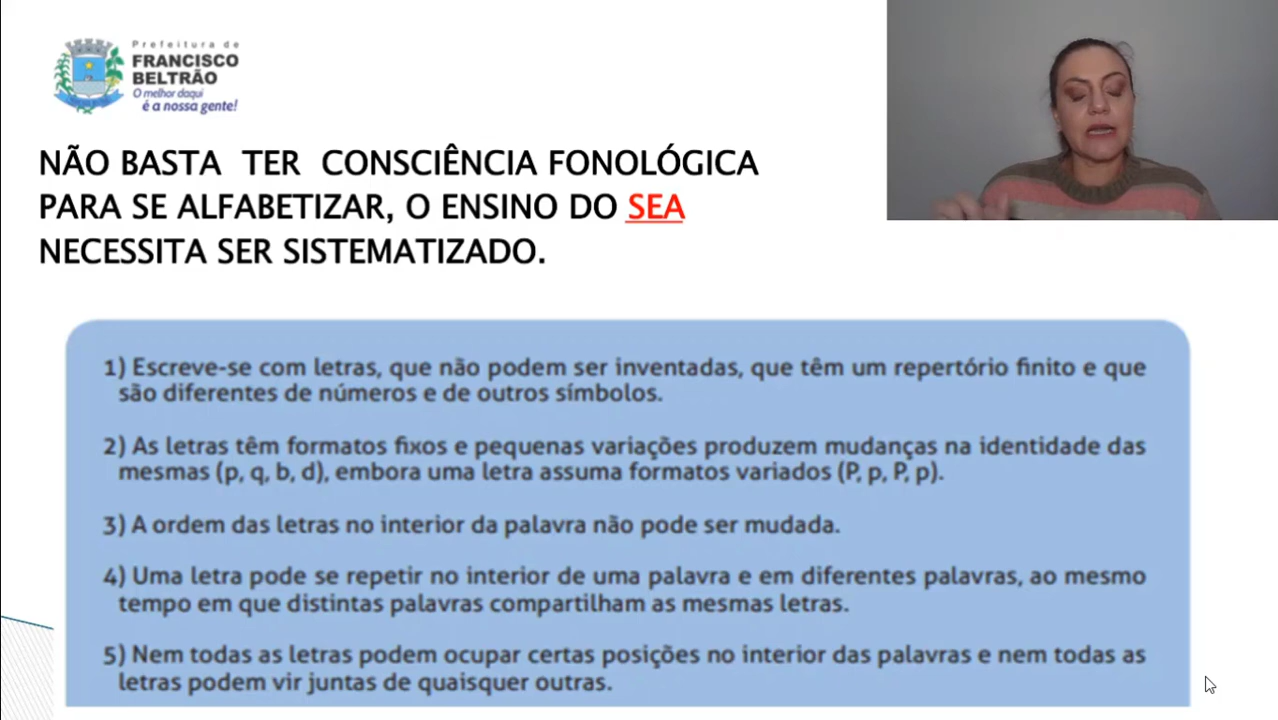 Prefeitura de
FRANCISCO
BELTRÃO
O melhor daqui
é a nossa gente!
NÃO BASTA TER CONSCIÊNCIA FONOLÓGICA
PARA SE ALFABETIZAR, O ENSINO DO SEA
NECESSITA SER SISTEMATIZADO.
1) Escreve-se com letras, que não podem ser inventadas, que têm um repertório finito e que
são diferentes de números e de outros símbolos.
2) As letras têm formatos fixos e pequenas variações produzem mudanças na identidade das
mesmas (p, q, b, d), embora uma letra assuma formatos variados (P, p, P, p).
3) A ordem das letras no interior da palavra não pode ser mudada.
4) Uma letra pode se repetir no interior de uma palavra e em diferentes palavras, ao mesmo
tempo em que distintas palavras compartilham as mesmas letras.
5) Nem todas as letras podem ocupar certas posições no interior das palavras e nem todas as
letras podem vir juntas de quaisquer outras.